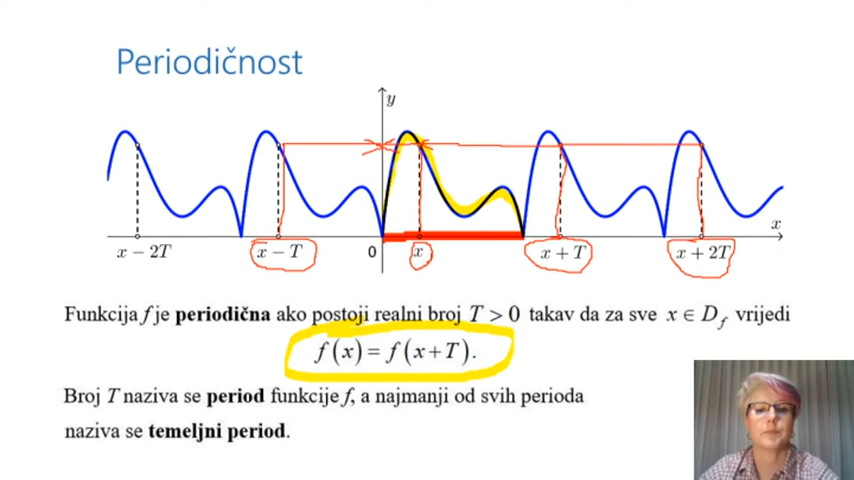 Periodičnost
y
x
x − 2T
x − T
0
x
x + T
x + 2T
Funkcija f je periodična ako postoji realni broj T > 0 takav da za sve x ∈ D_f vrijedi
f(x) = f(x+T).
Broj T naziva se period funkcije f, a najmanji od svih perioda
naziva se temeljni period.